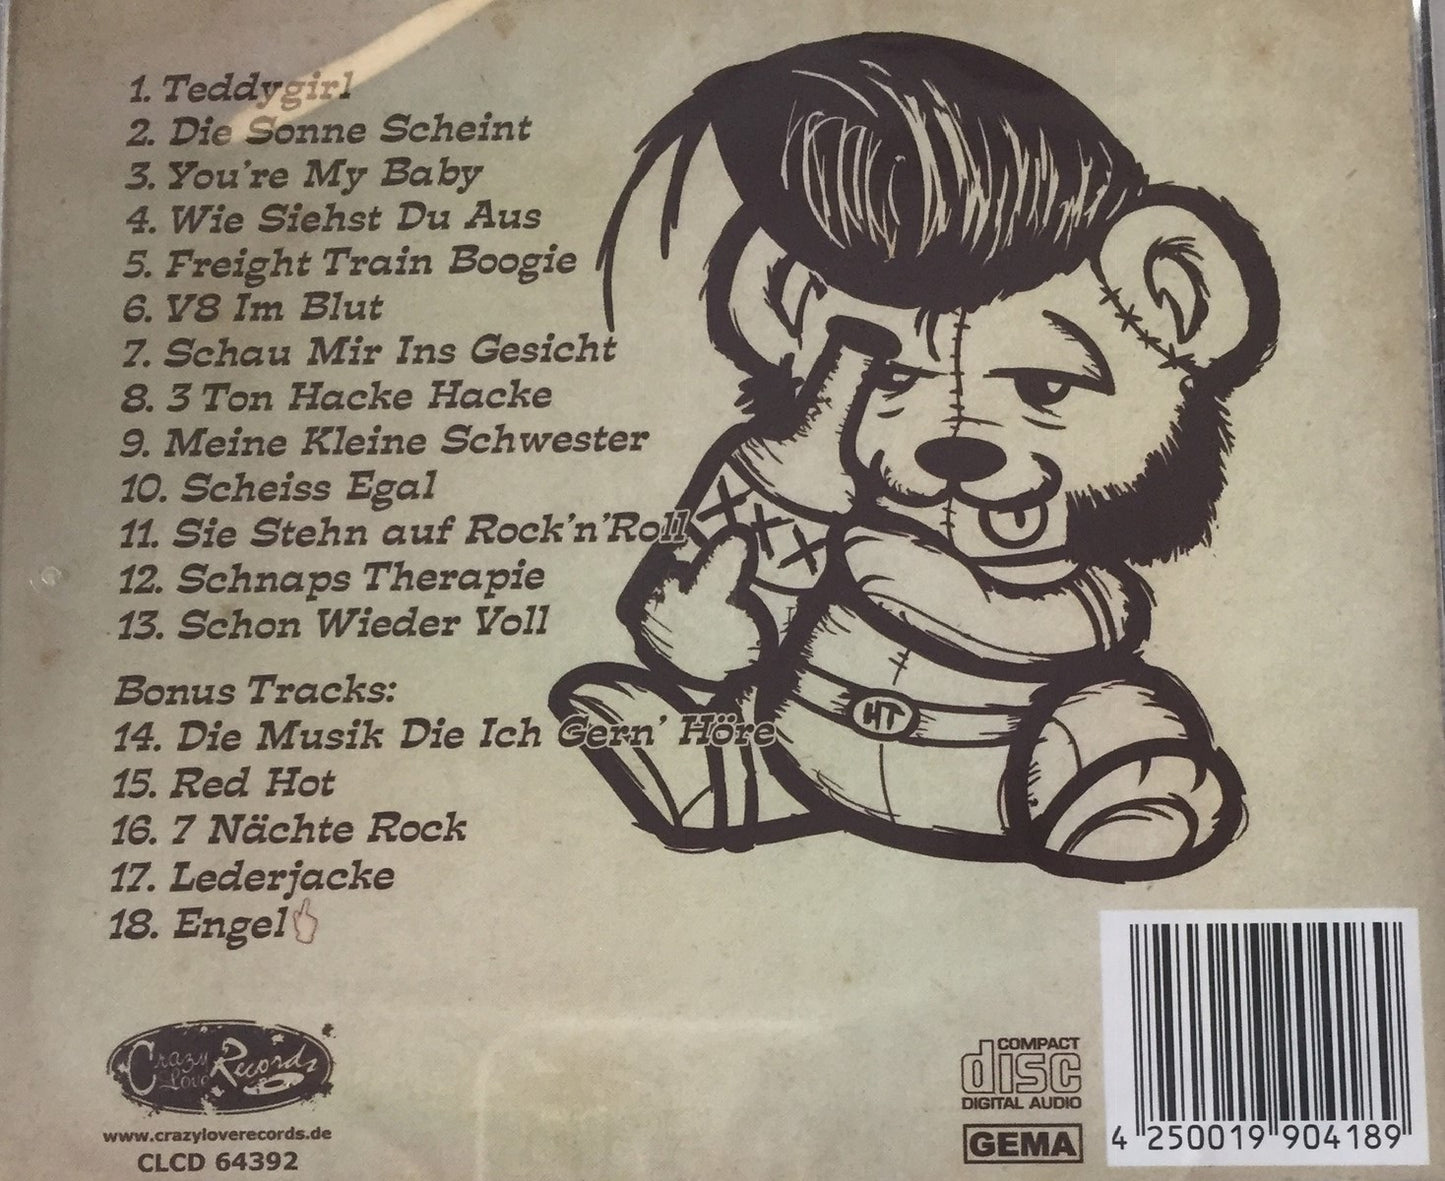 1. Teddygirl
2. Die Sonne Scheint
3. You're My Baby
4. Wie Siehst Du Aus
5. Freight Train Boogie
6. V8 Im Blut
7. Schau Mir Ins Gesicht
8. 3 Ton Hacke Hacke
9. Meine Kleine Schwester
10. Scheiss Egal
11. Sie Stehn auf Rock'n'Roll
12. Schnaps Therapie
13. Schon Wieder Voll
Bonus Tracks:
14. Die Musik Die Ich Gern' Höre
15. Red Hot
16. 7 Nächte Rock
17. Lederjacke
18. Engel
XXX
HT
Crazy Love Records
www.crazyloverecords.de
CLCD 64392
COMPACT
disc
DIGITAL AUDIO
GEMA
4 250019 904189